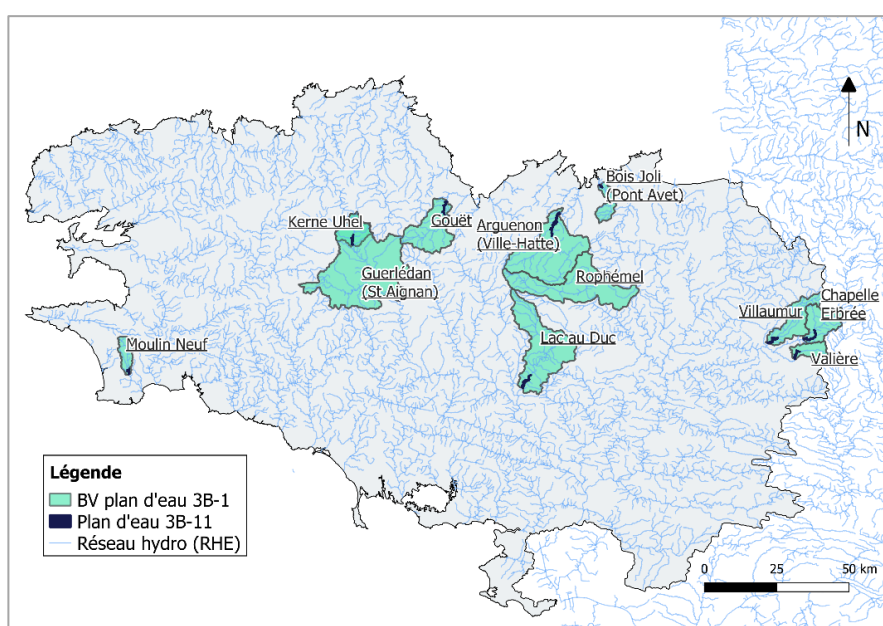 N
Bois Joli
(Pont Avet)
Kerne Uhel
Gouët
Arguenon
(Ville-Hatte)
Guerlédan
(St Aignan)
Rophémel
Chapelle
Erbrée
Villaumur
Moulin Neuf
Lac au Duc
Valière
Légende
BV plan d'eau 3B-1
Plan d'eau 3B-11
Réseau hydro (RHE)
0 25 50 km